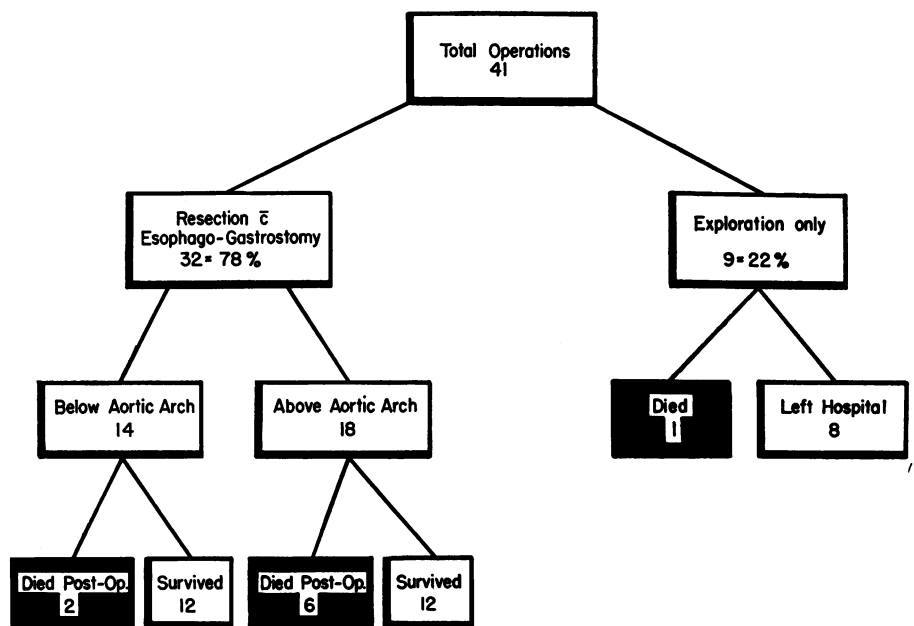 Total Operations
41
Resection c̄
Esophago-Gastrostomy
32 = 78 %
Exploration only
9 = 22 %
Below Aortic Arch
14
Above Aortic Arch
18
Died
1
Left Hospital
8
Died Post-Op.
2
Survived
12
Died Post-Op.
6
Survived
12